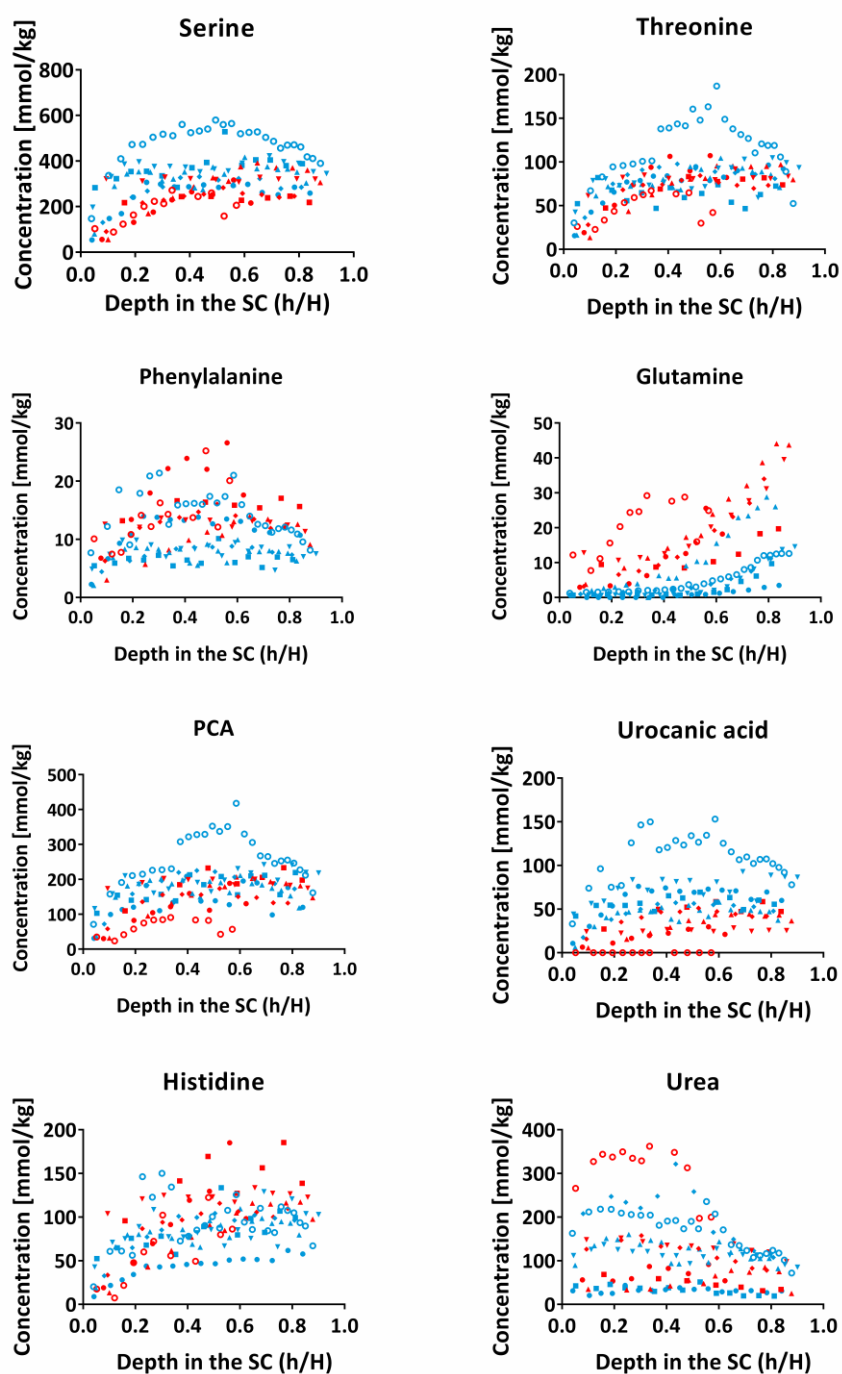 Serine
Concentration [mmol/kg]
800
600
400
200
0
0.0 0.2 0.4 0.6 0.8 1.0
Depth in the SC (h/H)
Threonine
Concentration [mmol/kg]
200
150
100
50
0
0.0 0.2 0.4 0.6 0.8 1.0
Depth in the SC (h/H)
Phenylalanine
Concentration [mmol/kg]
30
20
10
0
0.0 0.2 0.4 0.6 0.8 1.0
Depth in the SC (h/H)
Glutamine
Concentration [mmol/kg]
50
40
30
20
10
0
0.0 0.2 0.4 0.6 0.8 1.0
Depth in the SC (h/H)
PCA
Concentration [mmol/kg]
500
400
300
200
100
0
0.0 0.2 0.4 0.6 0.8 1.0
Depth in the SC (h/H)
Urocanic acid
Concentration [mmol/kg]
200
150
100
50
0
0.0 0.2 0.4 0.6 0.8 1.0
Depth in the SC (h/H)
Histidine
Concentration [mmol/kg]
200
150
100
50
0
0.0 0.2 0.4 0.6 0.8 1.0
Depth in the SC (h/H)
Urea
Concentration [mmol/kg]
400
300
200
100
0
0.0 0.2 0.4 0.6 0.8 1.0
Depth in the SC (h/H)